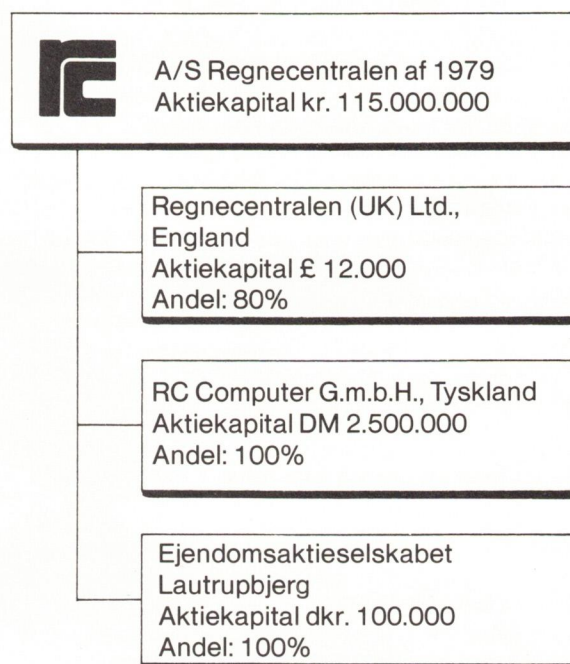 rc
A/S Regnecentralen af 1979
Aktiekapital kr. 115.000.000
Regnecentralen (UK) Ltd.,
England
Aktiekapital £ 12.000
Andel: 80%
RC Computer G.m.b.H., Tyskland
Aktiekapital DM 2.500.000
Andel: 100%
Ejendomsaktieselskabet
Lautrupbjerg
Aktiekapital dkr. 100.000
Andel: 100%